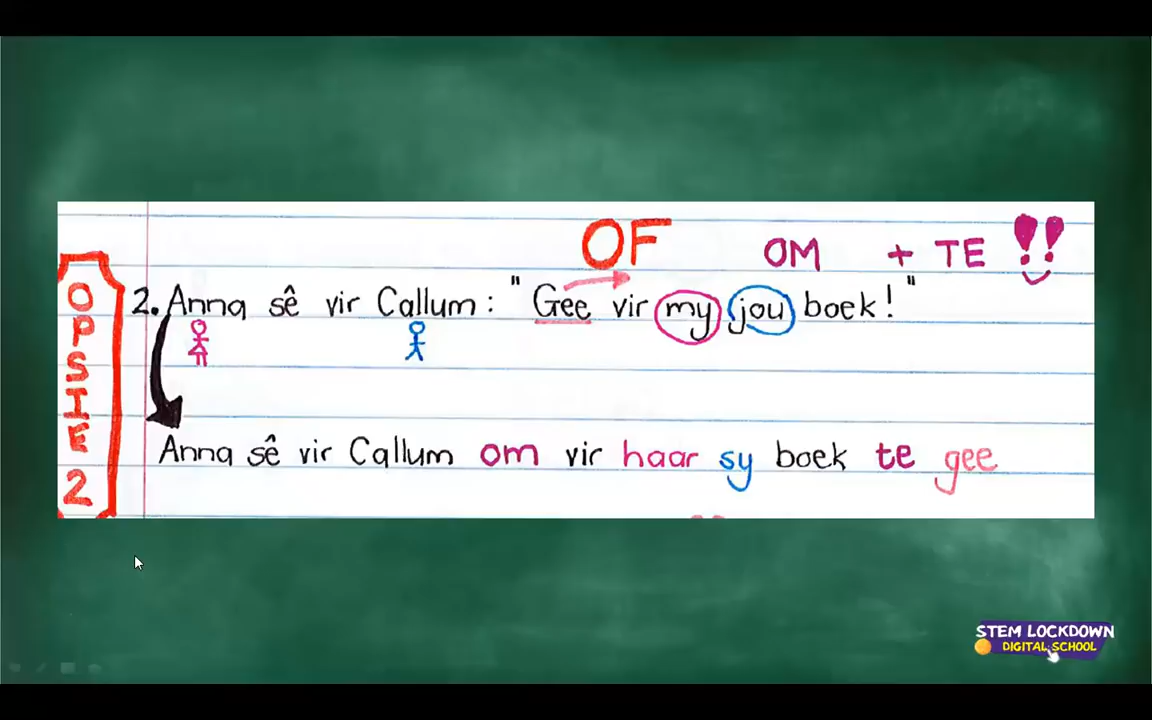 OF
OM + TE !!
OPSIE 2
2. Anna sê vir Callum: "Gee vir my jou boek!"
Anna sê vir Callum om vir haar sy boek te gee
STEM LOCKDOWN
DIGITAL SCHOOL